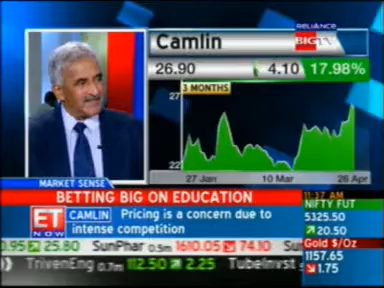 RELIANCE
BIG TV
Camlin
26.90 4.10 17.98%
3 MONTHS
27
22
27 Jan 10 Mar 26 Apr
MARKET SENSE
BETTING BIG ON EDUCATION
11:37 AM
ET NOW
CAMLIN Pricing is a concern due to
intense competition
NIFTY FUT
5325.50
20.50
Gold $/Oz
1157.65
1.75
0.95 25.80 SunPhar 0.5m 1610.05 74.10
TrivenEng 0.7m 112.50 2.25 TubeInvst